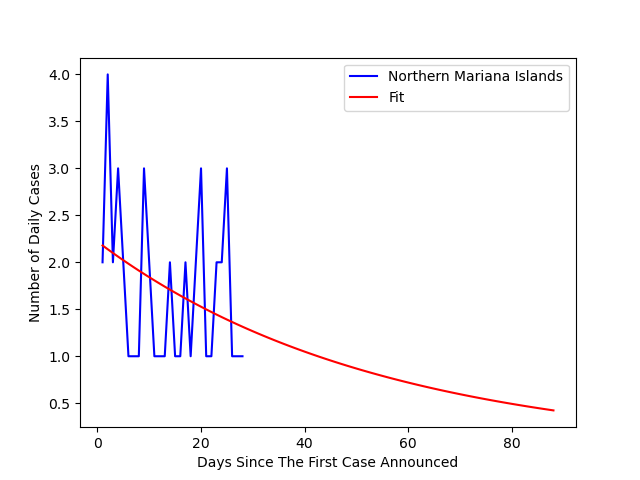 Northern Mariana Islands
Fit
4.0
3.5
3.0
2.5
2.0
1.5
1.0
0.5
Number of Daily Cases
0 20 40 60 80
Days Since The First Case Announced